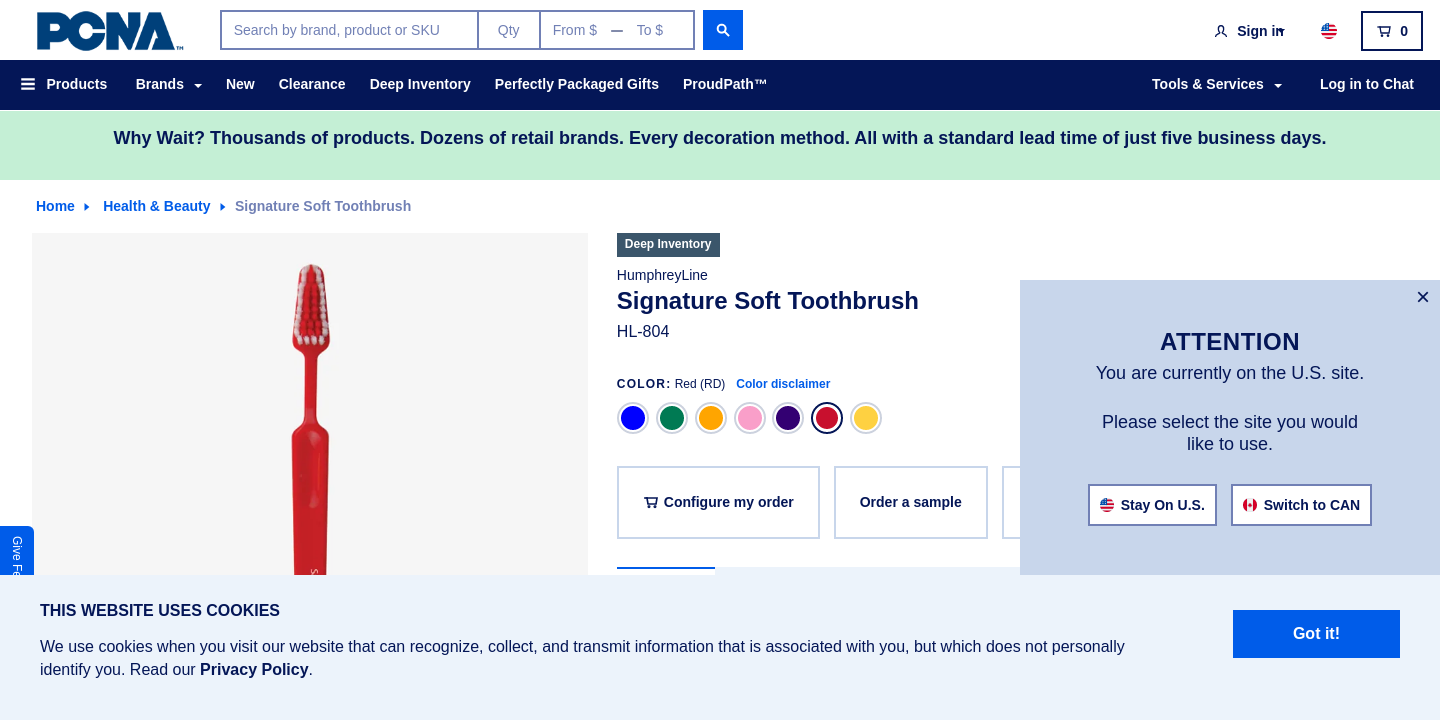 PCNA™
Search by brand, product or SKU
Qty
From $ — To $
Sign in
0
Products
Brands
New
Clearance
Deep Inventory
Perfectly Packaged Gifts
ProudPath™
Tools & Services
Log in to Chat
Why Wait? Thousands of products. Dozens of retail brands. Every decoration method. All with a standard lead time of just five business days.
Home
Health & Beauty
Signature Soft Toothbrush
Deep Inventory
HumphreyLine
Signature Soft Toothbrush
HL-804
COLOR: Red (RD) Color disclaimer
Configure my order
Order a sample
ATTENTION
You are currently on the U.S. site.
Please select the site you would
like to use.
Stay On U.S.
Switch to CAN
Give Fe
THIS WEBSITE USES COOKIES
We use cookies when you visit our website that can recognize, collect, and transmit information that is associated with you, but which does not personally
identify you. Read our Privacy Policy.
Got it!